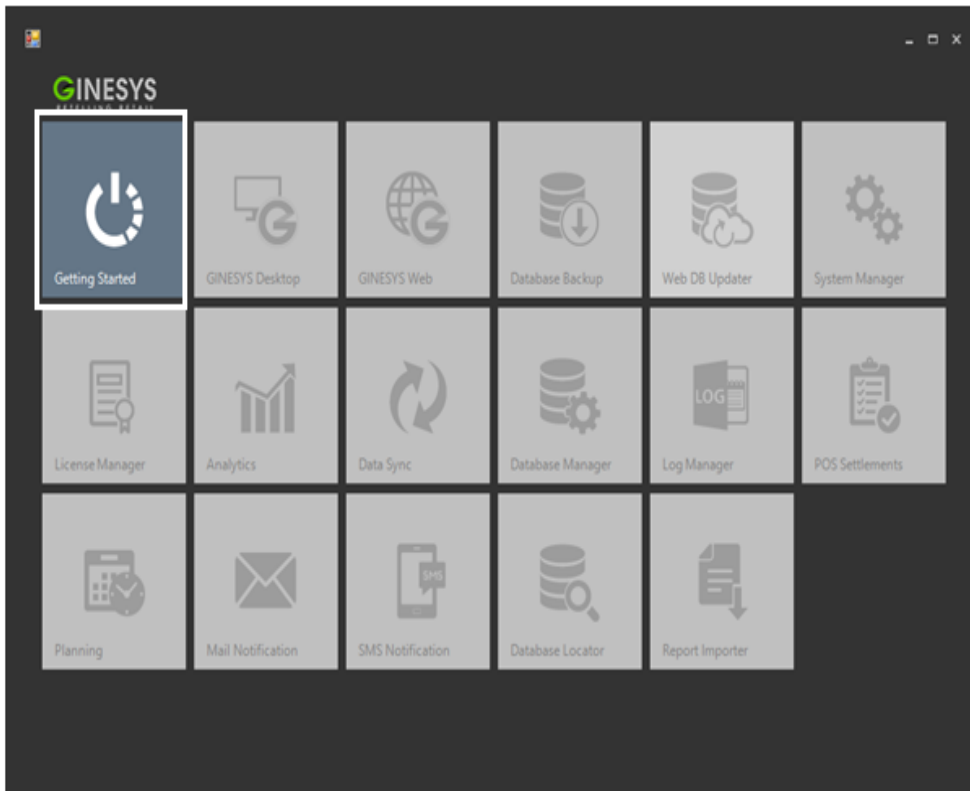 GINESYS
RETELLING RETAIL
Getting Started
GINESYS Desktop
GINESYS Web
Database Backup
Web DB Updater
System Manager
License Manager
Analytics
Data Sync
Database Manager
LOG
Log Manager
POS Settlements
Planning
Mail Notification
SMS
SMS Notification
Database Locator
Report Importer